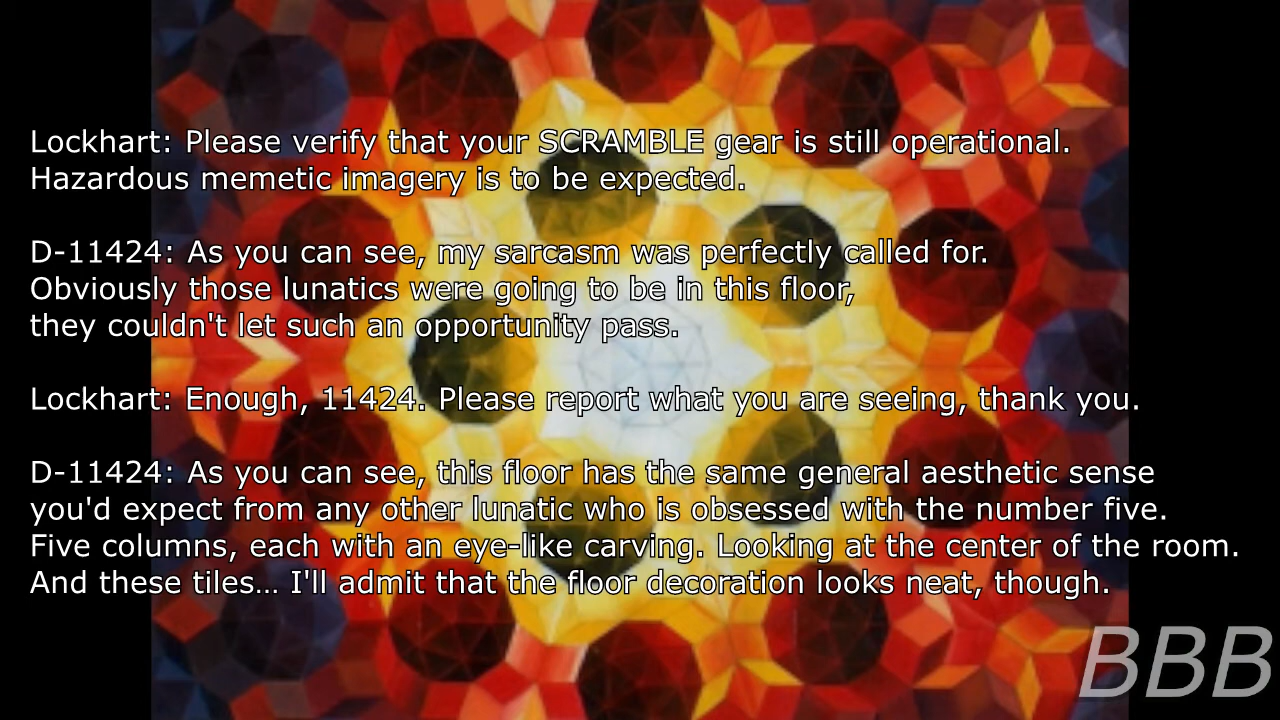 Lockhart: Please verify that your SCRAMBLE gear is still operational.
Hazardous memetic imagery is to be expected.
D-11424: As you can see, my sarcasm was perfectly called for.
Obviously those lunatics were going to be in this floor,
they couldn't let such an opportunity pass.
Lockhart: Enough, 11424. Please report what you are seeing, thank you.
D-11424: As you can see, this floor has the same general aesthetic sense
you'd expect from any other lunatic who is obsessed with the number five.
Five columns, each with an eye-like carving. Looking at the center of the room.
And these tiles… I'll admit that the floor decoration looks neat, though.
BBB